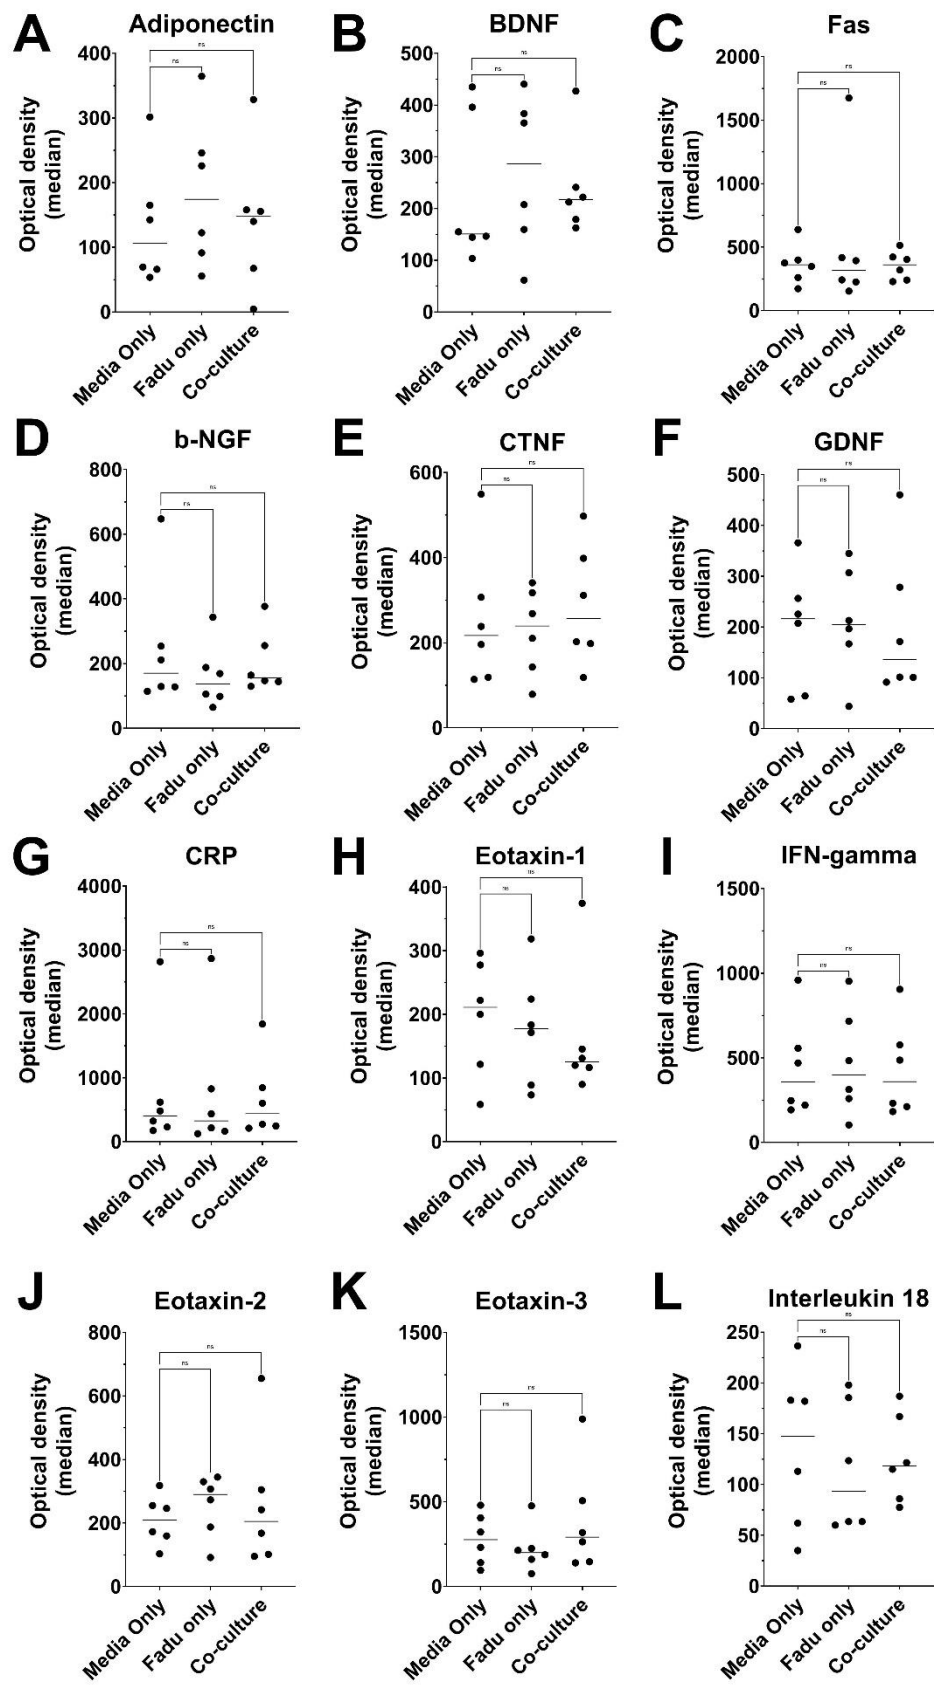 A
Adiponectin
Optical density
(median)
400
300
200
100
0
ns
ns
Media Only
Fadu only
Co-culture
B
BDNF
Optical density
(median)
500
400
300
200
100
0
ns
ns
Media Only
Fadu only
Co-culture
C
Fas
Optical density
(median)
2000
1500
1000
500
0
ns
ns
Media Only
Fadu only
Co-culture
D
b-NGF
Optical density
(median)
800
600
400
200
0
ns
ns
Media Only
Fadu only
Co-culture
E
CTNF
Optical density
(median)
600
400
200
0
ns
ns
Media Only
Fadu only
Co-culture
F
GDNF
Optical density
(median)
500
400
300
200
100
0
ns
ns
Media Only
Fadu only
Co-culture
G
CRP
Optical density
(median)
4000
3000
2000
1000
0
ns
ns
Media Only
Fadu only
Co-culture
H
Eotaxin-1
Optical density
(median)
400
300
200
100
0
ns
ns
Media Only
Fadu only
Co-culture
I
IFN-gamma
Optical density
(median)
1500
1000
500
0
ns
ns
Media Only
Fadu only
Co-culture
J
Eotaxin-2
Optical density
(median)
800
600
400
200
0
ns
ns
Media Only
Fadu only
Co-culture
K
Eotaxin-3
Optical density
(median)
1500
1000
500
0
ns
ns
Media Only
Fadu only
Co-culture
L
Interleukin 18
Optical density
(median)
250
200
150
100
50
0
ns
ns
Media Only
Fadu only
Co-culture